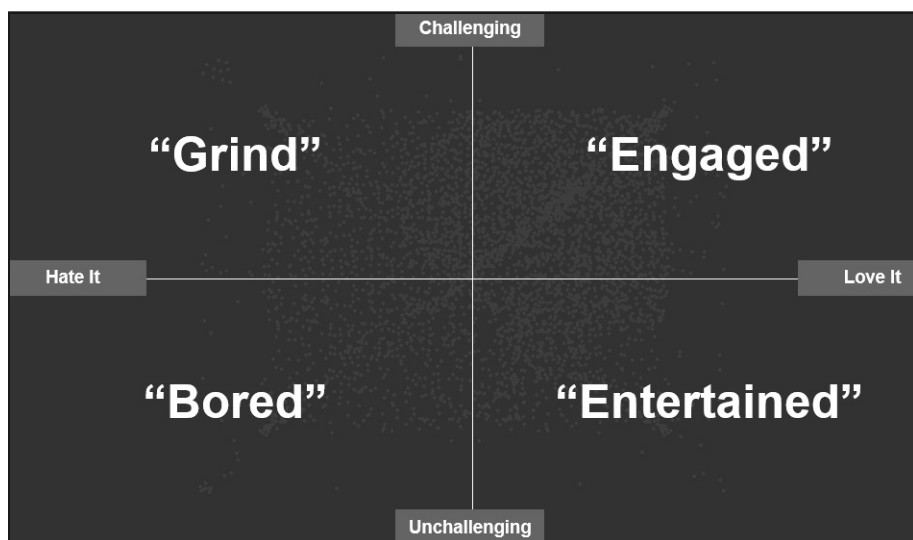 Challenging
“Grind”
“Engaged”
Hate It
Love It
“Bored”
“Entertained”
Unchallenging